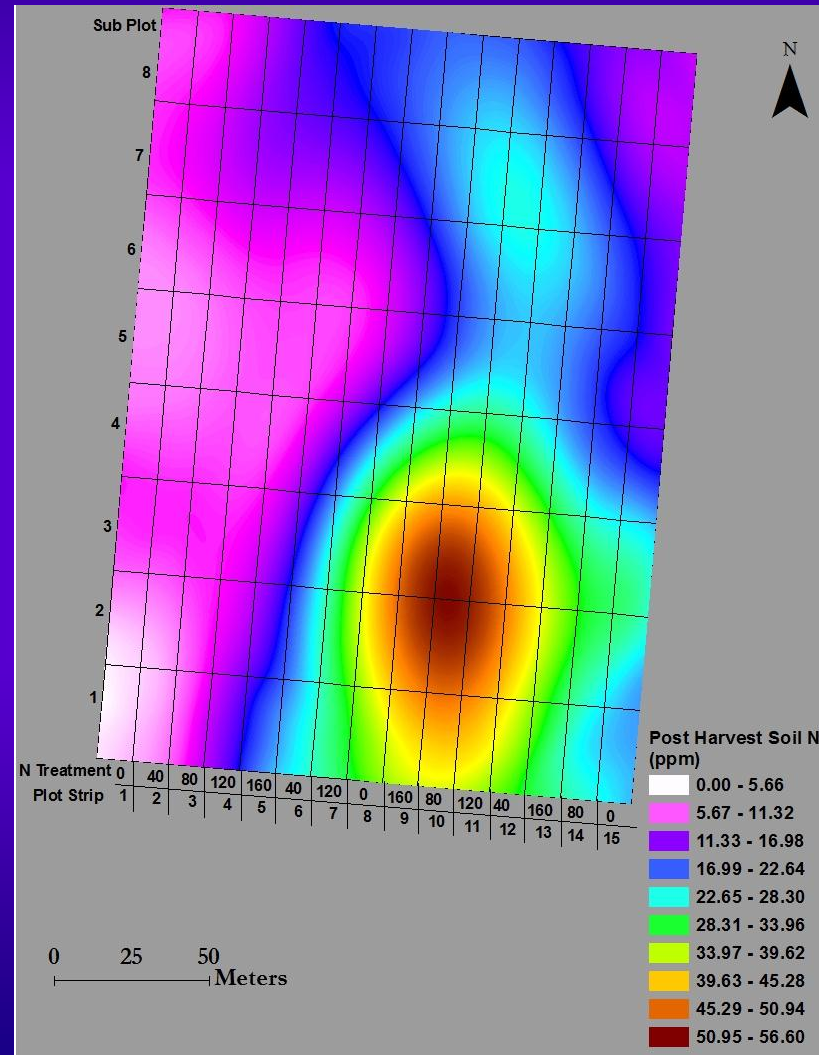 Sub Plot
N
8
7
6
5
4
3
2
1
N Treatment 0 40 80 120 160 40 120 0 160 80 120 40 160 80 0
Plot Strip 1 2 3 4 5 6 7 8 9 10 11 12 13 14 15
Post Harvest Soil N
(ppm)
0.00 - 5.66
5.67 - 11.32
11.33 - 16.98
16.99 - 22.64
22.65 - 28.30
28.31 - 33.96
33.97 - 39.62
39.63 - 45.28
45.29 - 50.94
50.95 - 56.60
0 25 50
Meters